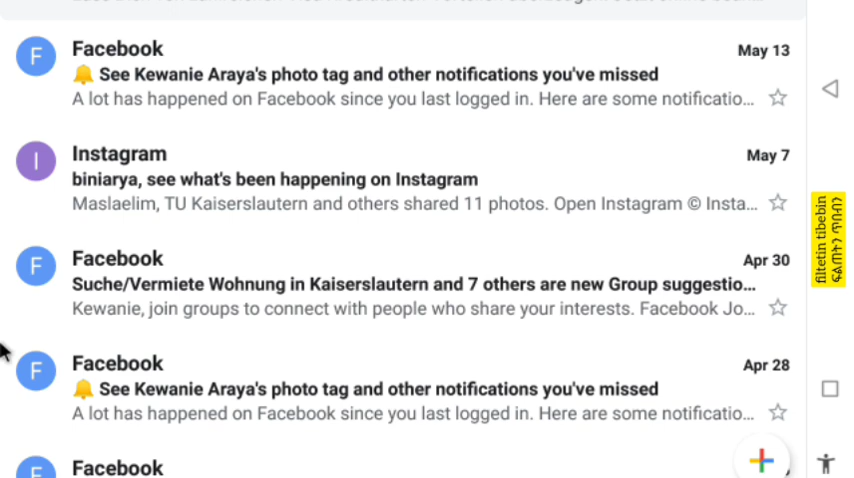 Facebook
May 13
🔔 See Kewanie Araya's photo tag and other notifications you've missed
A lot has happened on Facebook since you last logged in. Here are some notificatio...
I
Instagram
May 7
biniarya, see what's been happening on Instagram
Maslaelim, TU Kaiserslautern and others shared 11 photos. Open Instagram © Insta...
F
Facebook
Apr 30
Suche/Vermiete Wohnung in Kaiserslautern and 7 others are new Group suggestio...
Kewanie, join groups to connect with people who share your interests. Facebook Jo...
F
Facebook
Apr 28
🔔 See Kewanie Araya's photo tag and other notifications you've missed
A lot has happened on Facebook since you last logged in. Here are some notificatio...
Facebook
filtetin tibebin
ፍልጠትን ጥበብን